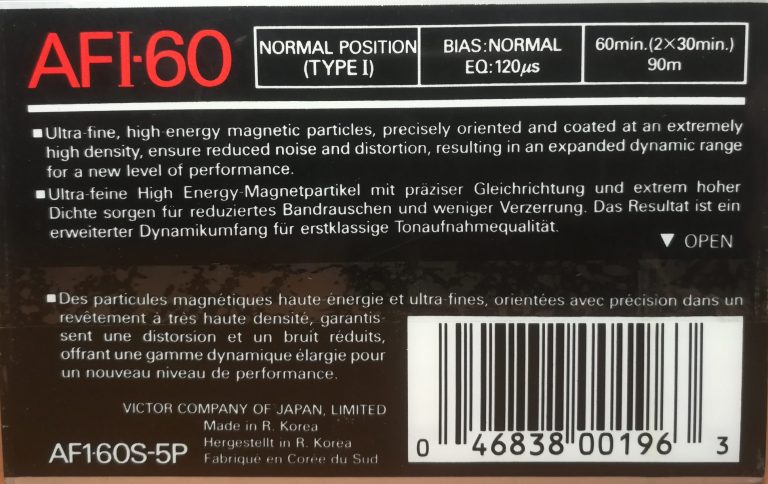 AFI·60
NORMAL POSITION
(TYPE I)
BIAS:NORMAL
EQ:120μs
60min.(2×30min.)
90m
▪Ultra-fine, high-energy magnetic particles, precisely oriented and coated at an extremely
high density, ensure reduced noise and distortion, resulting in an expanded dynamic range
for a new level of performance.
▪Ultra-feine High Energy-Magnetpartikel mit präziser Gleichrichtung und extrem hoher
Dichte sorgen für reduziertes Bandrauschen und weniger Verzerrung. Das Resultat ist ein
erweiterter Dynamikumfang für erstklassige Tonaufnahmequalität.
▼ OPEN
▪Des particules magnétiques haute-énergie et ultra-fines, orientées avec précision dans un
revêtement à très haute densité, garantis-
sent une distorsion et un bruit réduits,
offrant une gamme dynamique élargie pour
un nouveau niveau de performance.
VICTOR COMPANY OF JAPAN, LIMITED
Made in R. Korea
Hergestellt in R. Korea
Fabriqué en Corée du Sud
AF1·60S-5P
0 46838 00196 3